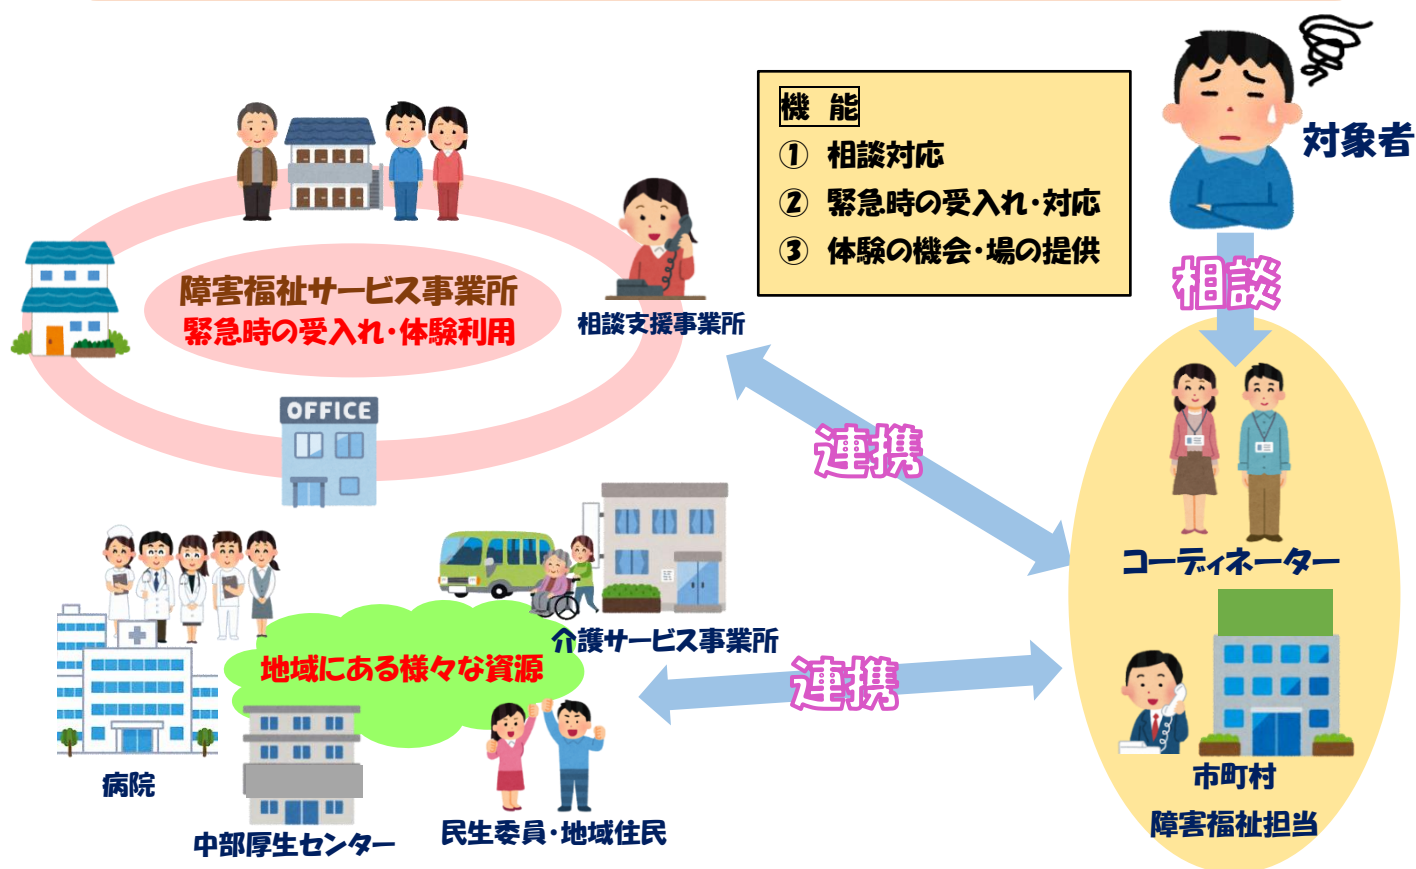 機 能
① 相談対応
② 緊急時の受入れ・対応
③ 体験の機会・場の提供
対象者
相談
障害福祉サービス事業所
緊急時の受入れ・体験利用
相談支援事業所
OFFICE
連携
コーディネーター
介護サービス事業所
地域にある様々な資源
連携
病院
中部厚生センター
民生委員・地域住民
市町村
障害福祉担当